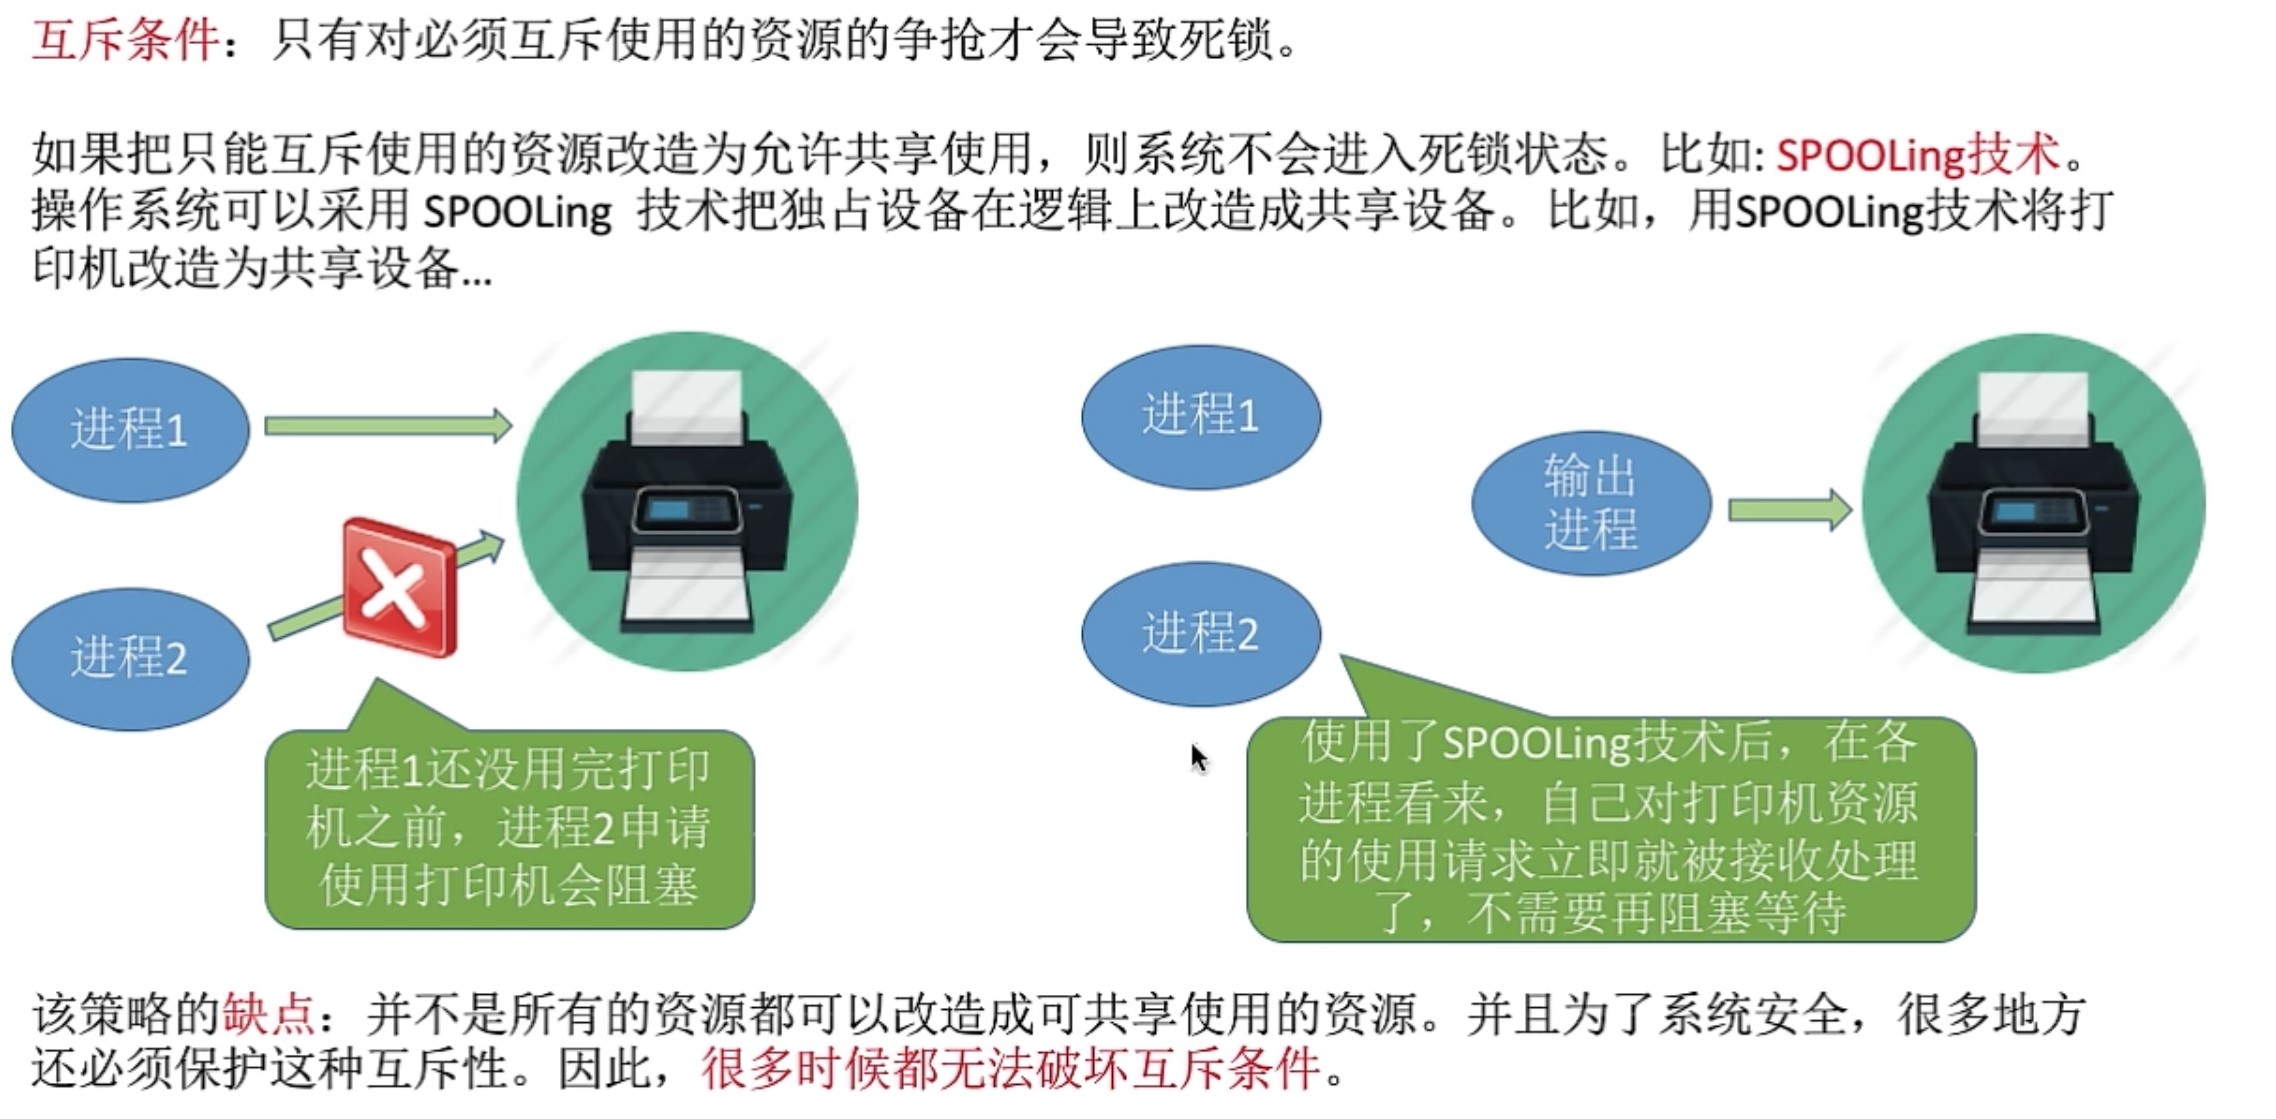 互斥条件：只有对必须互斥使用的资源的争抢才会导致死锁。
如果把只能互斥使用的资源改造为允许共享使用，则系统不会进入死锁状态。比如: SPOOLing技术。
操作系统可以采用 SPOOLing 技术把独占设备在逻辑上改造成共享设备。比如，用SPOOLing技术将打
印机改造为共享设备...
进程1
进程2
进程1还没用完打印
机之前，进程2申请
使用打印机会阻塞
进程1
进程2
输出
进程
使用了SPOOLing技术后，在各
进程看来，自己对打印机资源
的使用请求立即就被接收处理
了，不需要再阻塞等待
该策略的缺点：并不是所有的资源都可以改造成可共享使用的资源。并且为了系统安全，很多地方
还必须保护这种互斥性。因此，很多时候都无法破坏互斥条件。